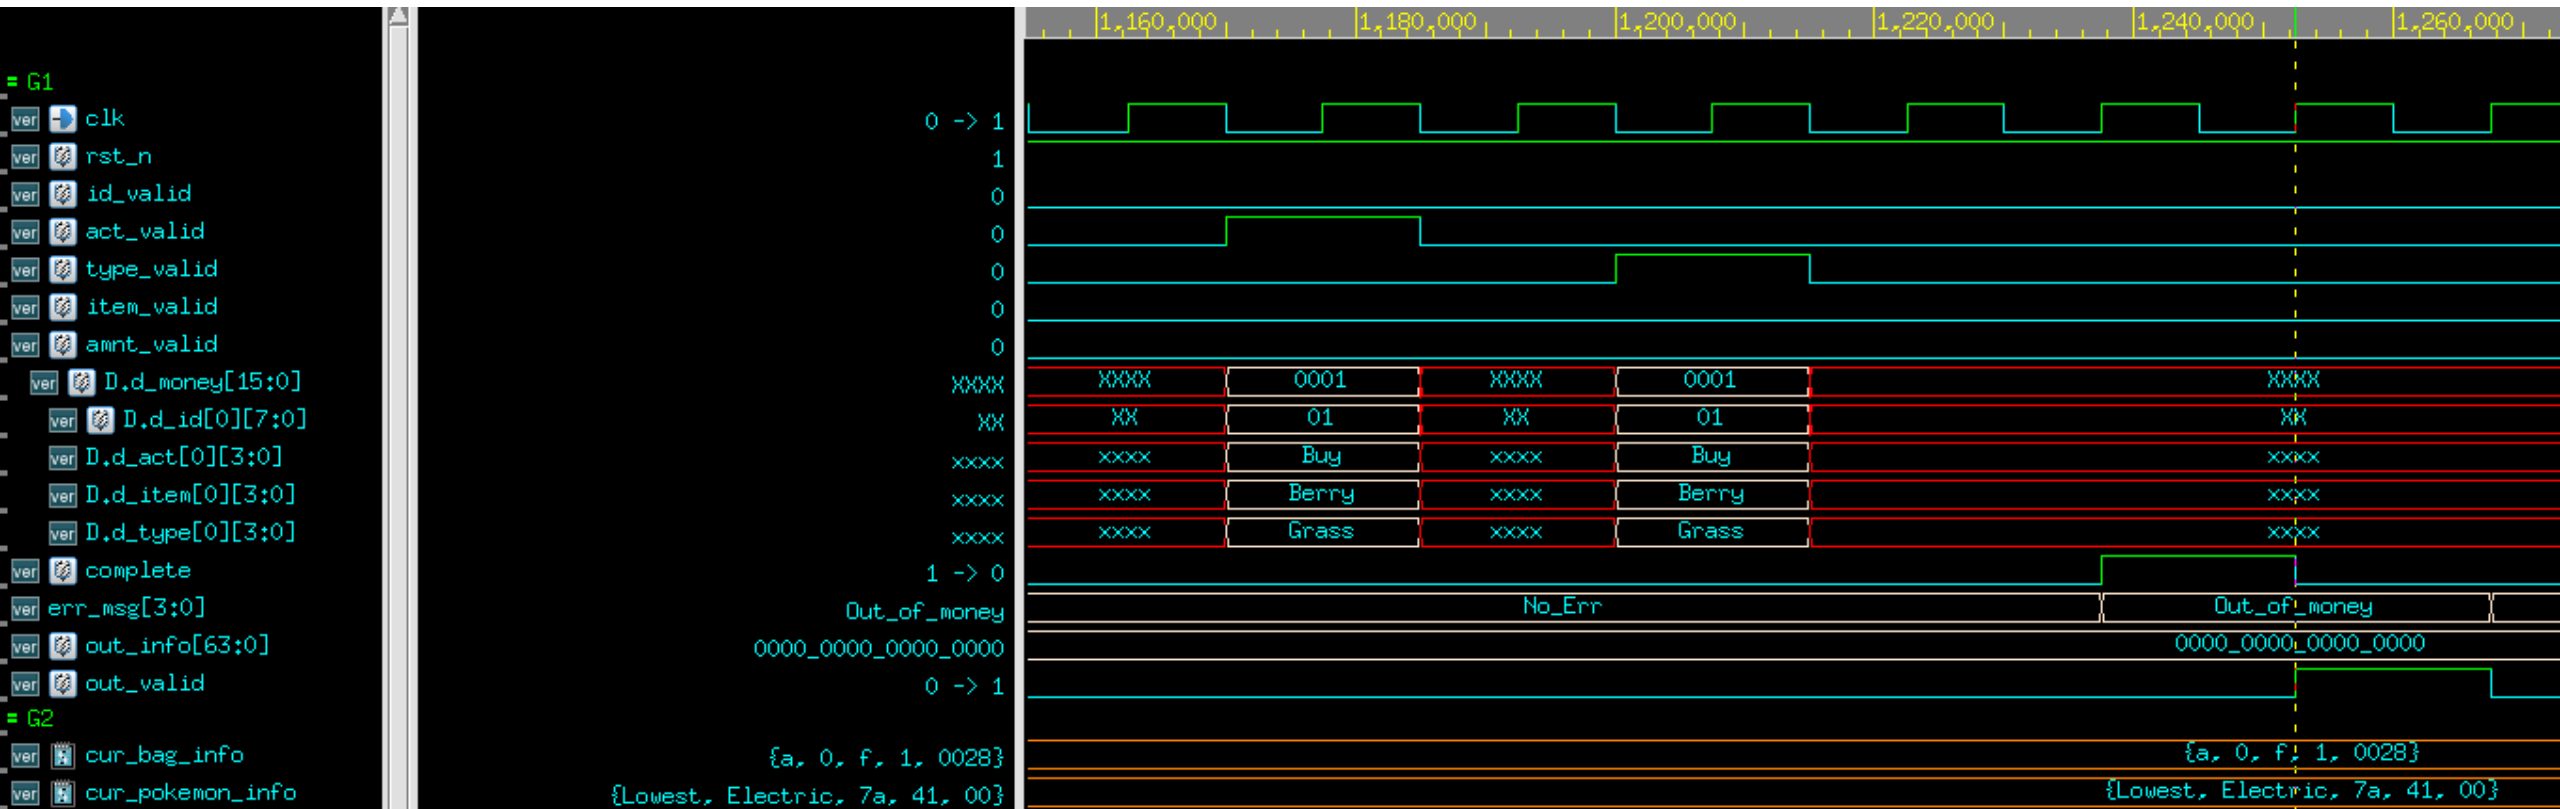 1,160,000 1,180,000 1,200,000 1,220,000 1,240,000 1,260,000
= G1
ver clk 0 -> 1
ver rst_n 1
ver id_valid 0
ver act_valid 0
ver type_valid 0
ver item_valid 0
ver amnt_valid 0
ver D.d_money[15:0] XXXX XXXX 0001 XXXX 0001 XXXX
ver D.d_id[0][7:0] XX XX 01 XX 01 XX
ver D.d_act[0][3:0] xxxx xxxx Buy xxxx Buy xxxx
ver D.d_item[0][3:0] xxxx xxxx Berry xxxx Berry xxxx
ver D.d_type[0][3:0] xxxx xxxx Grass xxxx Grass xxxx
ver complete 1 -> 0
ver err_msg[3:0] Out_of_money No_Err Out_of_money
ver out_info[63:0] 0000_0000_0000_0000 0000_0000_0000_0000
ver out_valid 0 -> 1
= G2
ver cur_bag_info {a, 0, f, 1, 0028} {a, 0, f, 1, 0028}
ver cur_pokemon_info {Lowest, Electric, 7a, 41, 00} {Lowest, Electric, 7a, 41, 00}